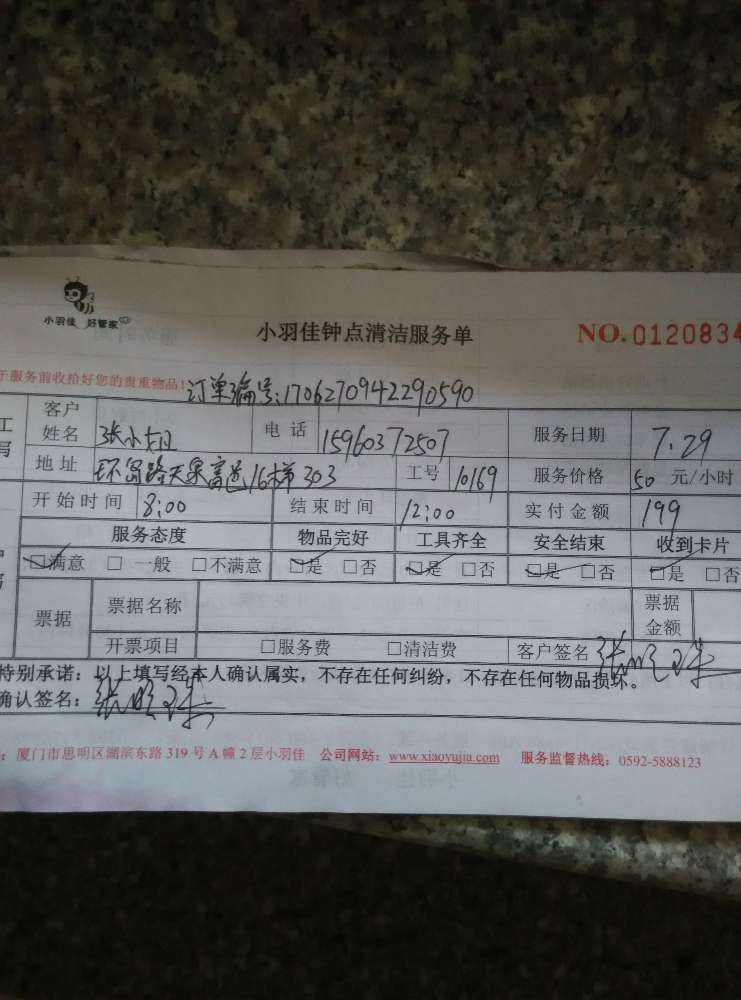 小羽佳 好管家
小羽佳钟点清洁服务单
NO.0120834
于服务前收拾好您的贵重物品!订单编号:1706270942290590
工 客户姓名 张小姐 电话 15960372507 服务日期 7.29
写 地址 环岛路天泉富邑16梯303 工号 10169 服务价格 50 元/小时
开始时间 8:00 结束时间 12:00 实付金额 199
服务态度 物品完好 工具齐全 安全结束 收到卡片
☑满意 □ 一般 □不满意 ☑是 □否 ☑是 □否 ☑是 □否 ☑是 □否
票据 票据名称 票据金额
开票项目 □服务费 □清洁费 客户签名
特别承诺:以上填写经本人确认属实,不存在任何纠纷,不存在任何物品损坏。
确认签名:
:厦门市思明区湖滨东路 319 号 A 幢 2 层小羽佳 公司网站:www.xiaoyujia.com 服务监督热线:0592-5888123